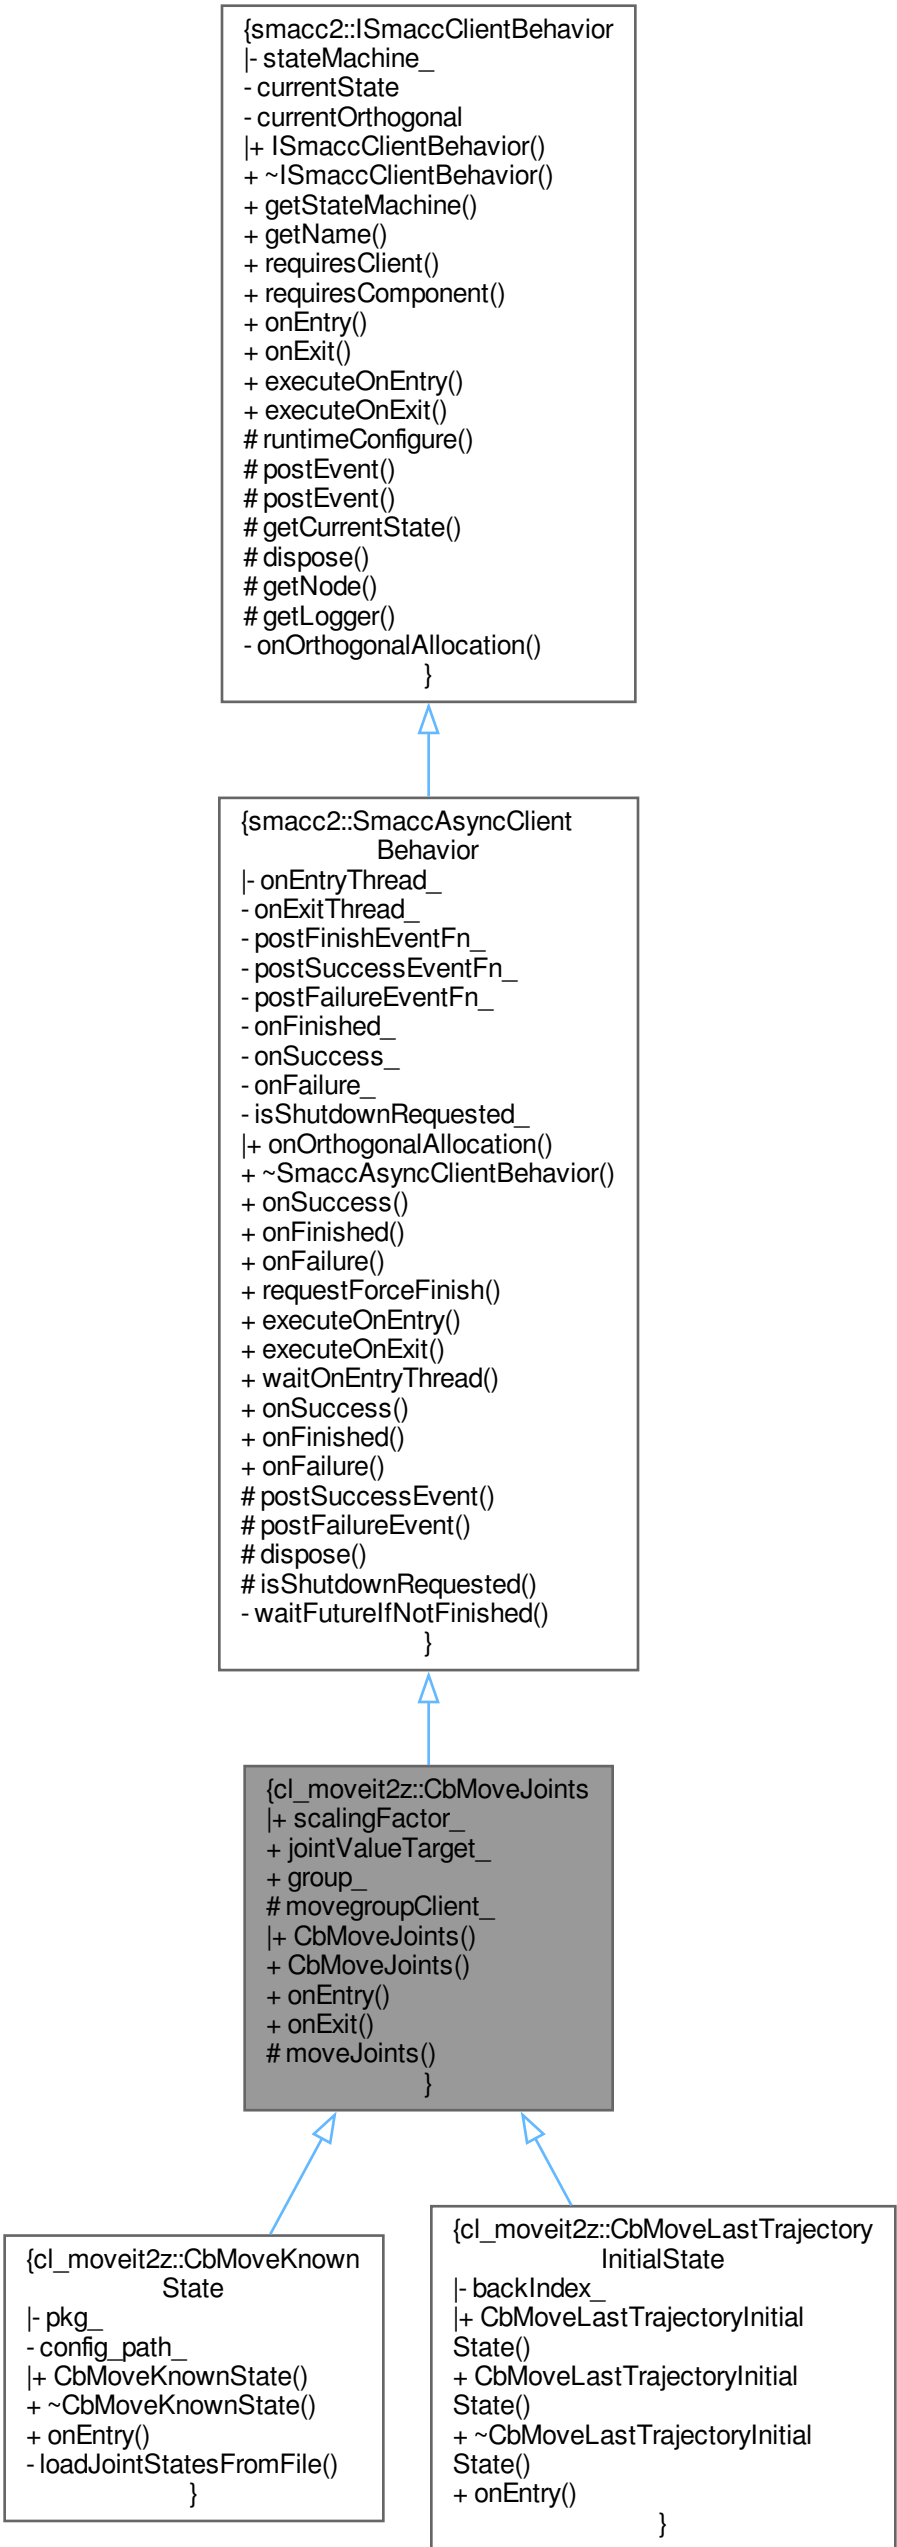 {smacc2::ISmaccClientBehavior
|- stateMachine_
- currentState
- currentOrthogonal
|+ ISmaccClientBehavior()
+ ~ISmaccClientBehavior()
+ getStateMachine()
+ getName()
+ requiresClient()
+ requiresComponent()
+ onEntry()
+ onExit()
+ executeOnEntry()
+ executeOnExit()
# runtimeConfigure()
# postEvent()
# postEvent()
# getCurrentState()
# dispose()
# getNode()
# getLogger()
- onOrthogonalAllocation()
}
{smacc2::SmaccAsyncClient
Behavior
|- onEntryThread_
- onExitThread_
- postFinishEventFn_
- postSuccessEventFn_
- postFailureEventFn_
- onFinished_
- onSuccess_
- onFailure_
- isShutdownRequested_
|+ onOrthogonalAllocation()
+ ~SmaccAsyncClientBehavior()
+ onSuccess()
+ onFinished()
+ onFailure()
+ requestForceFinish()
+ executeOnEntry()
+ executeOnExit()
+ waitOnEntryThread()
+ onSuccess()
+ onFinished()
+ onFailure()
# postSuccessEvent()
# postFailureEvent()
# dispose()
# isShutdownRequested()
- waitFutureIfNotFinished()
}
{cl_moveit2z::CbMoveJoints
|+ scalingFactor_
+ jointValueTarget_
+ group_
# movegroupClient_
|+ CbMoveJoints()
+ CbMoveJoints()
+ onEntry()
+ onExit()
# moveJoints()
}
{cl_moveit2z::CbMoveKnown
State
|- pkg_
- config_path_
|+ CbMoveKnownState()
+ ~CbMoveKnownState()
+ onEntry()
- loadJointStatesFromFile()
}
{cl_moveit2z::CbMoveLastTrajectory
InitialState
|- backIndex_
|+ CbMoveLastTrajectoryInitial
State()
+ CbMoveLastTrajectoryInitial
State()
+ ~CbMoveLastTrajectoryInitial
State()
+ onEntry()
}